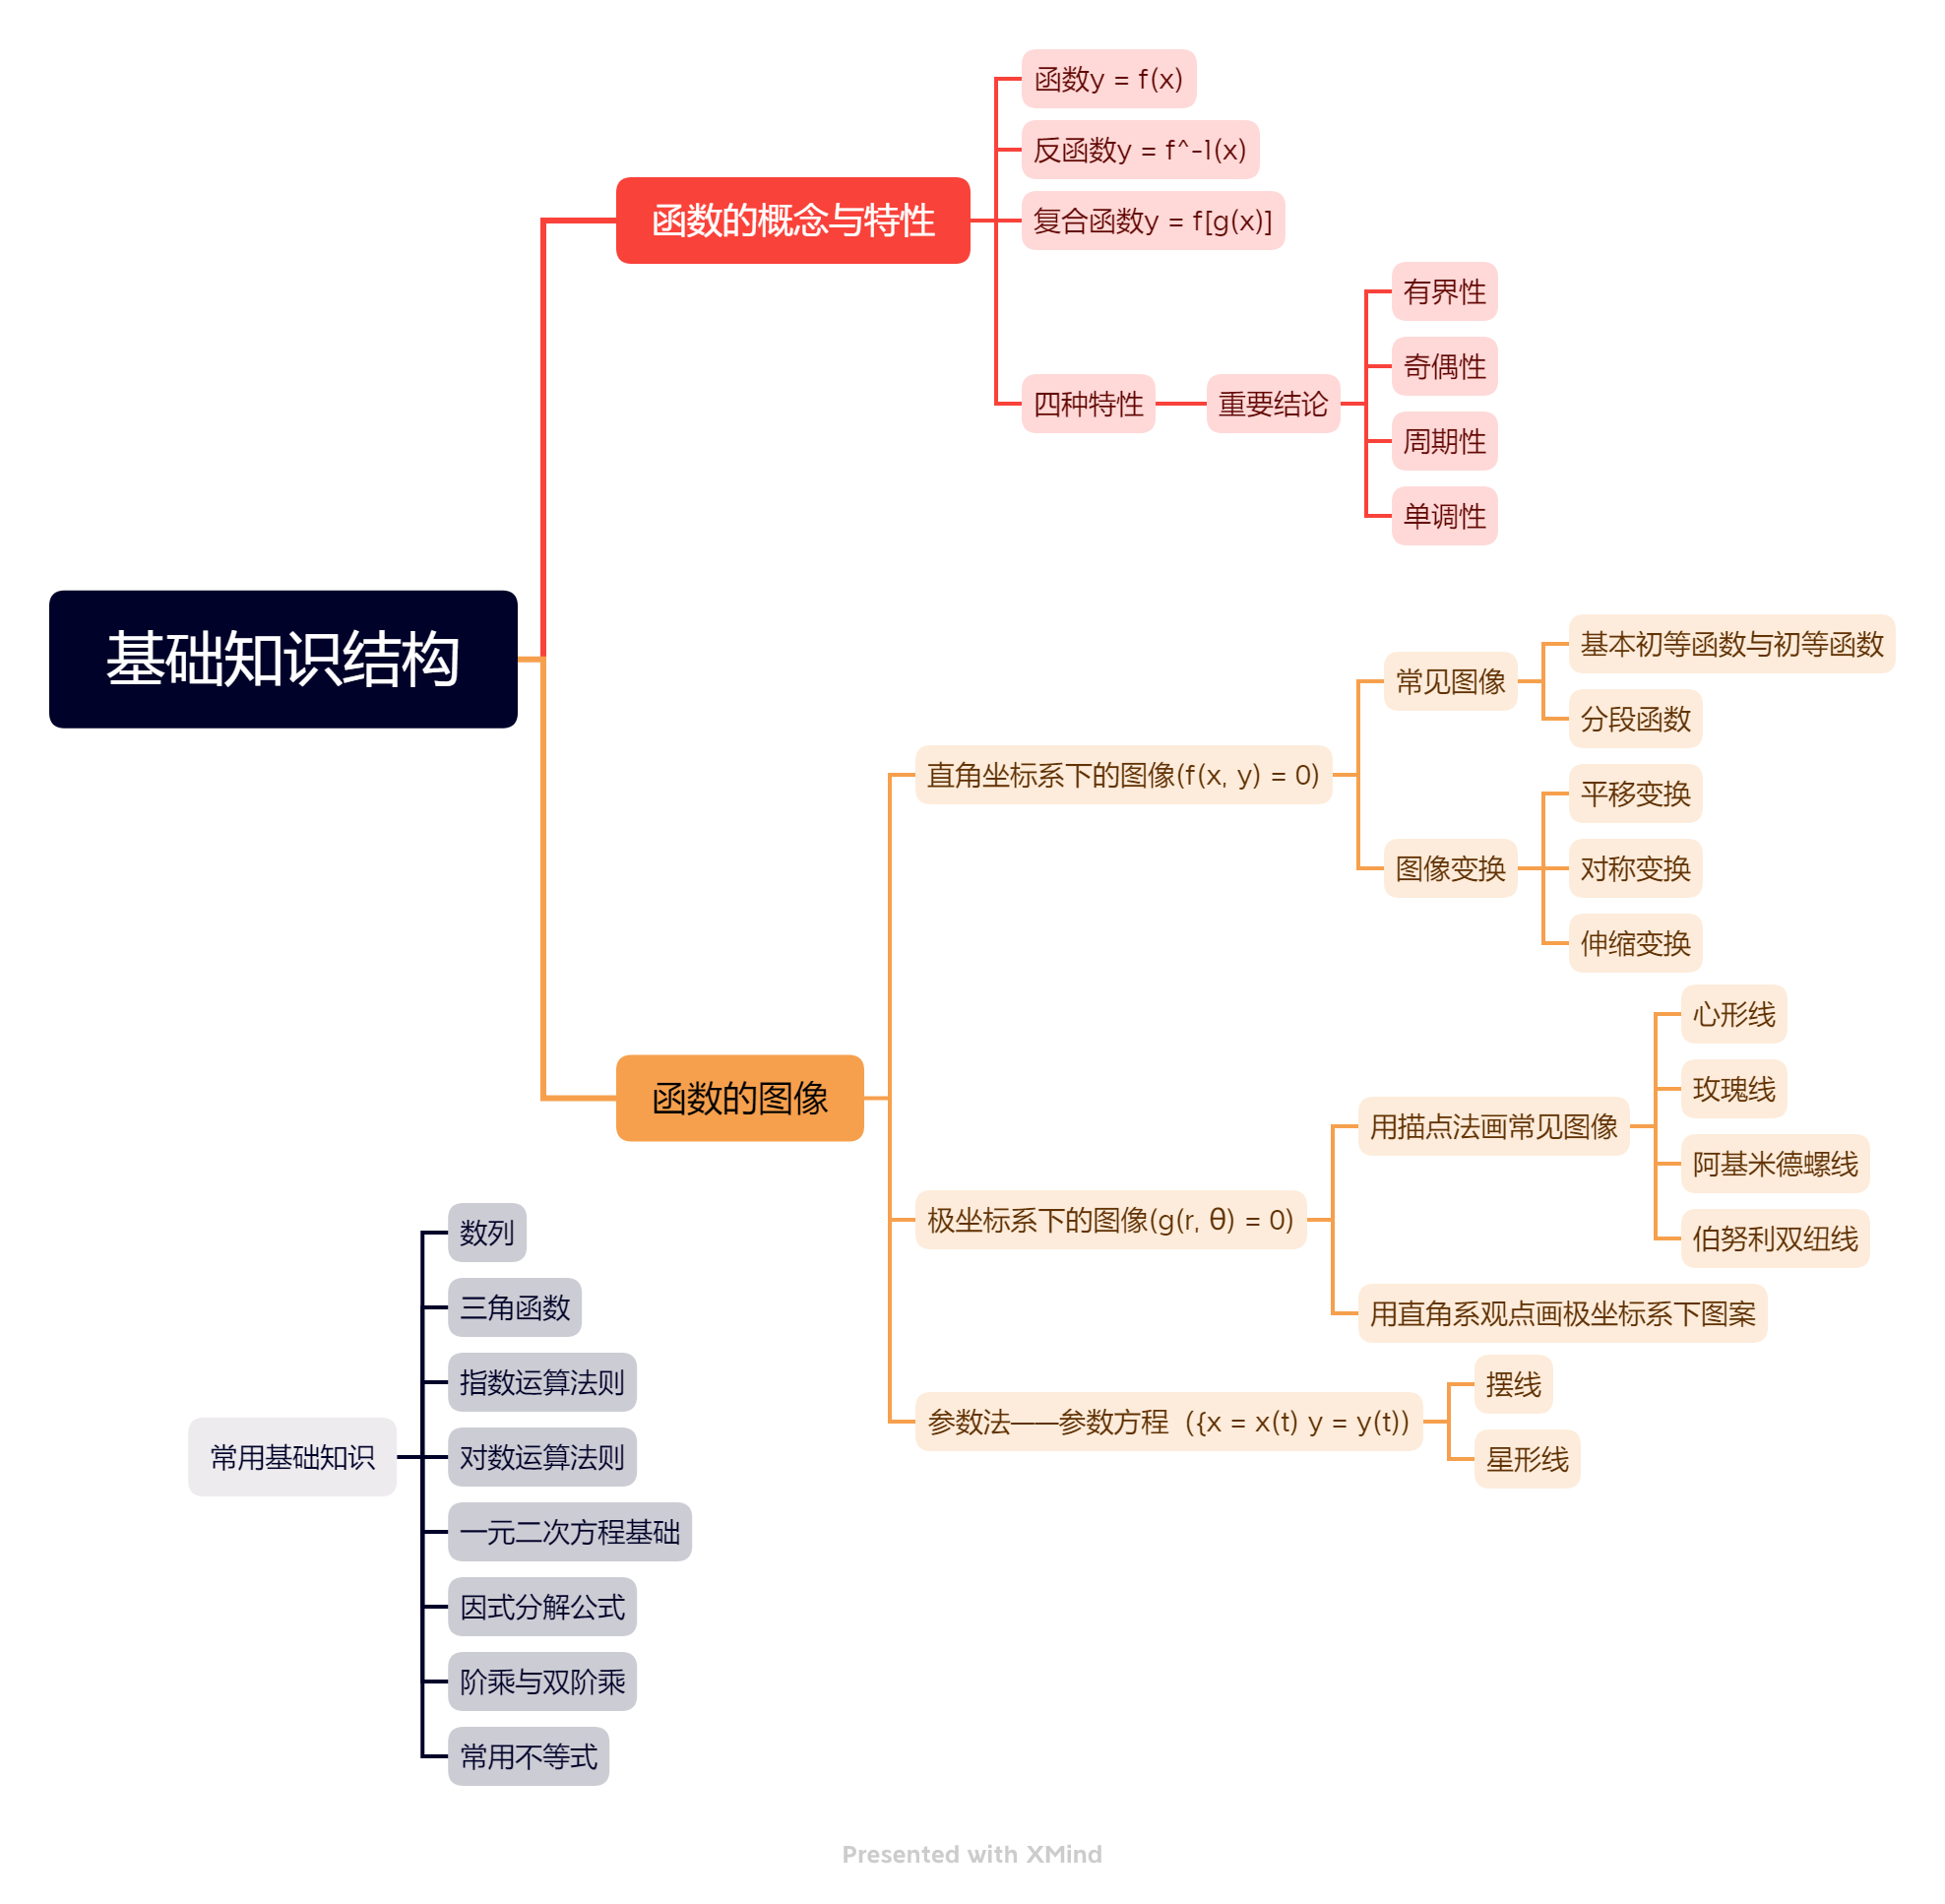 基础知识结构
函数的概念与特性
函数y = f(x)
反函数y = f^-1(x)
复合函数y = f[g(x)]
四种特性
重要结论
有界性
奇偶性
周期性
单调性
函数的图像
直角坐标系下的图像(f(x, y) = 0)
常见图像
基本初等函数与初等函数
分段函数
图像变换
平移变换
对称变换
伸缩变换
极坐标系下的图像(g(r, θ) = 0)
用描点法画常见图像
心形线
玫瑰线
阿基米德螺线
伯努利双纽线
用直角系观点画极坐标系下图案
参数法——参数方程（{x = x(t) y = y(t))
摆线
星形线
常用基础知识
数列
三角函数
指数运算法则
对数运算法则
一元二次方程基础
因式分解公式
阶乘与双阶乘
常用不等式
Presented with XMind